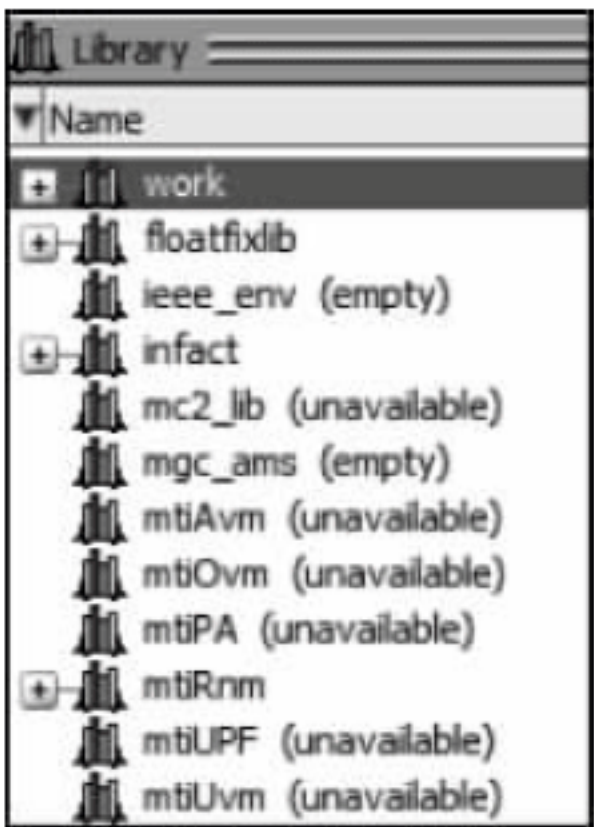 Library
Name
work
floatfixlib
ieee_env (empty)
infact
mc2_lib (unavailable)
mgc_ams (empty)
mtiAvm (unavailable)
mtiOvm (unavailable)
mtiPA (unavailable)
mtiRnm
mtiUPF (unavailable)
mtiUvm (unavailable)